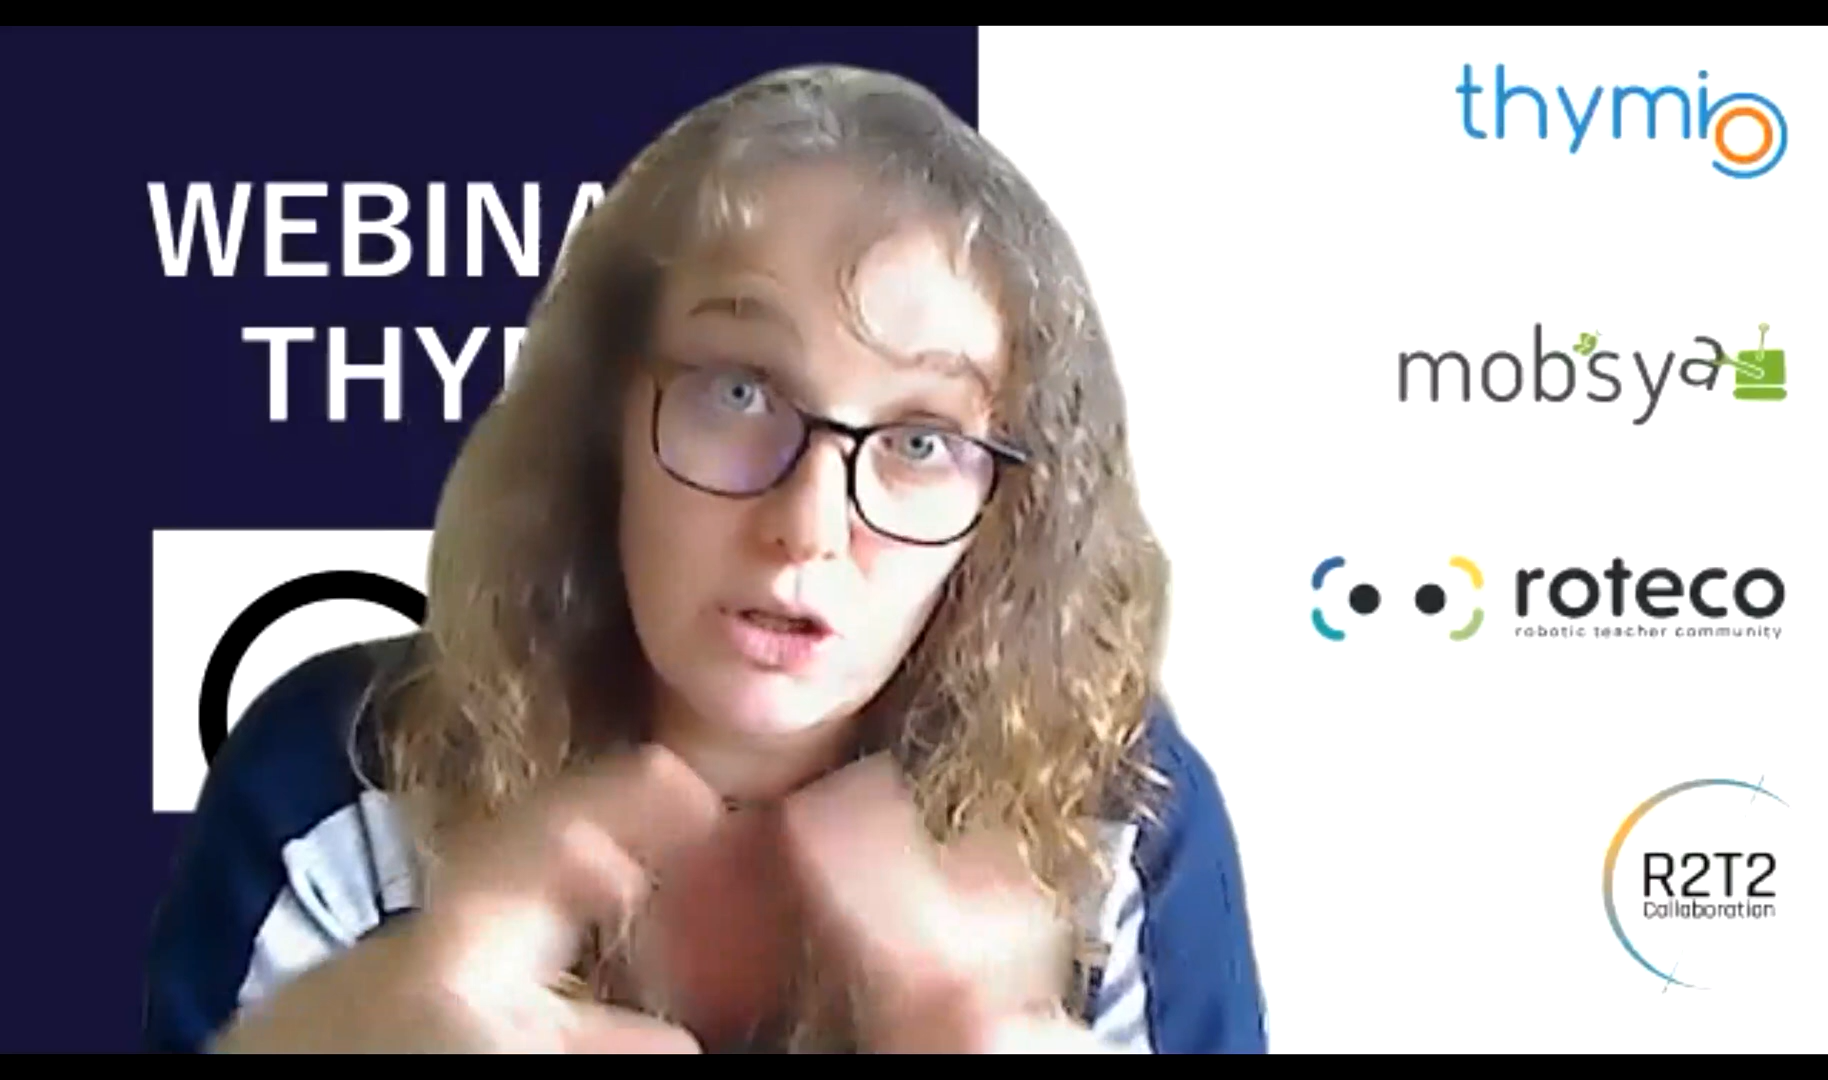 WEBINA
THY
thymio
mobsya
roteco
robotic teacher community
R2T2
Collaboration